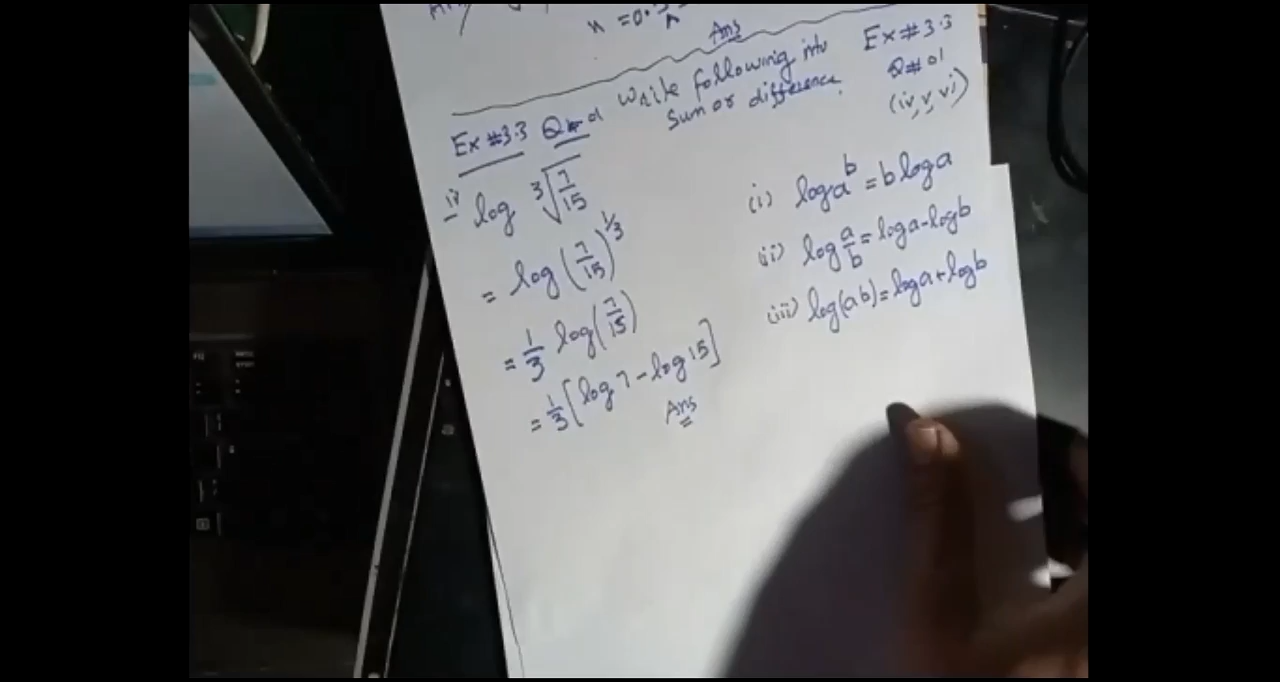 x = 0.
Ans
Ex # 3.3
Q # 01
(iv, v, vi)
Ex #3.3 Write following into
Sum or difference
iv log ∛(7/15)
= log (7/15)^1/3
= 1/3 log (7/15)
= 1/3 [log 7 - log 15]
Ans
(i) log a^b = b log a
(ii) log a/b = log a - log b
(iii) log(ab) = log a + log b